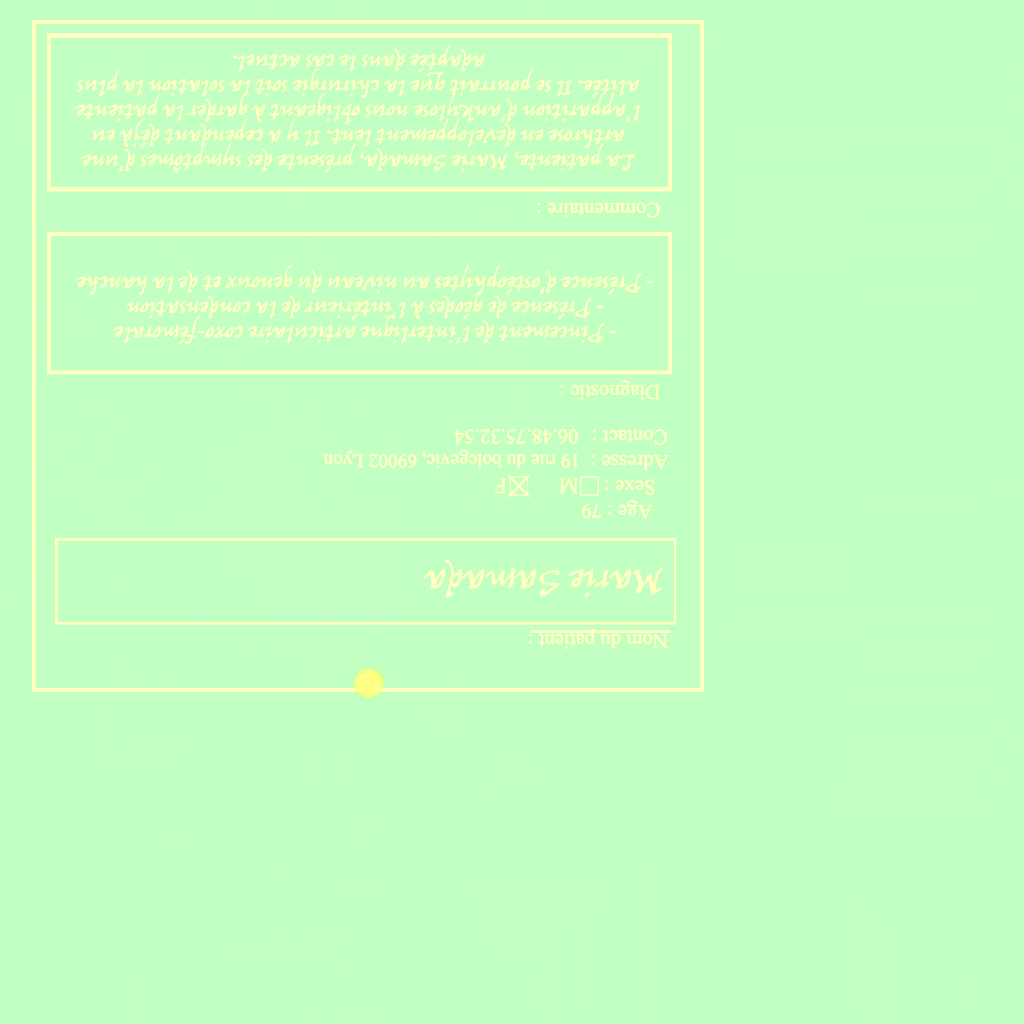 Nom du patient :
Marie Samada
Age : 79
Sexe : M F
Adresse : 19 rue du bolcgevic, 69002 Lyon
Contact : 06.48.75.32.54
Diagnostic :
- Pincement de l'interligne articulaire coxo-fémorale
- Présence de géodes à l'intérieur de la condensation
- Présence d'ostéophytes au niveau du genoux et de la hanche
Commentaire :
La patiente, Marie Samada, présente des symptômes d'une
arthrose en développement lent. Il y a cependant déjà eu
l'apparition d'ankylose nous obligeant à garder la patiente
alitée. Il se pourrait que la chirurgie soit la solution la plus
adaptée dans le cas actuel.